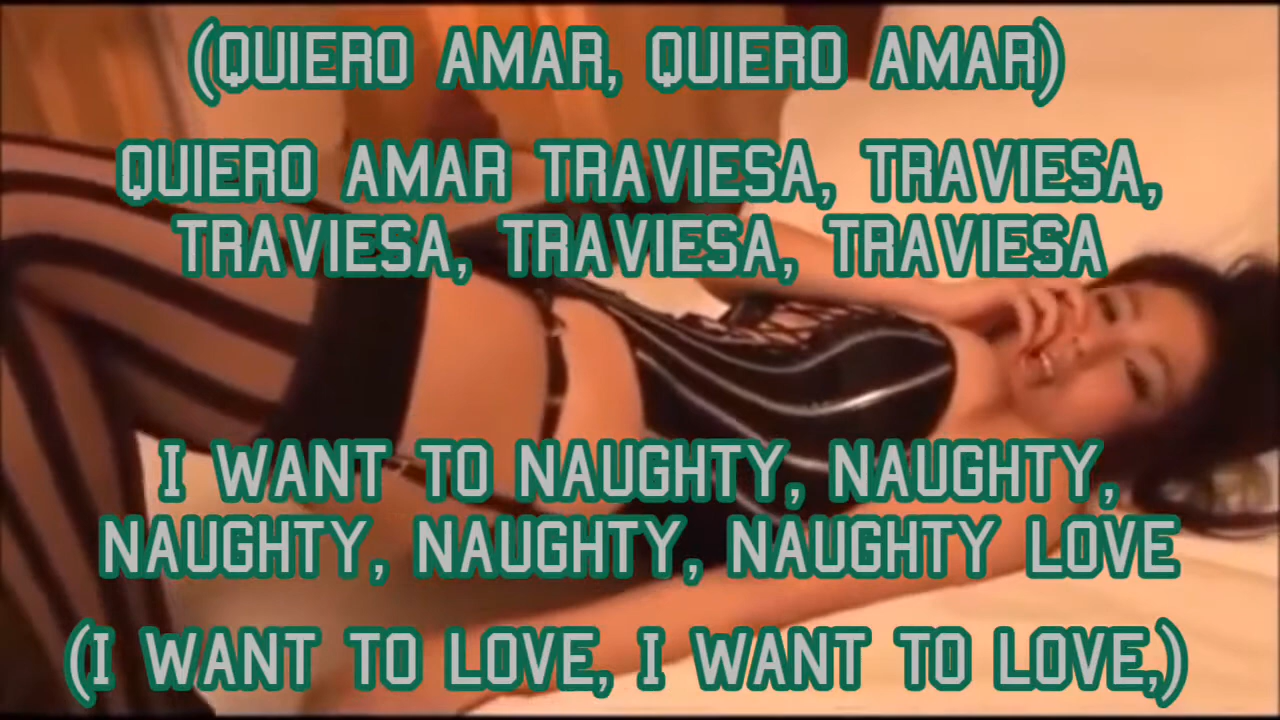 (QUIERO AMAR, QUIERO AMAR)
QUIERO AMAR TRAVIESA, TRAVIESA,
TRAVIESA, TRAVIESA, TRAVIESA
I WANT TO NAUGHTY, NAUGHTY,
NAUGHTY, NAUGHTY, NAUGHTY LOVE
(I WANT TO LOVE, I WANT TO LOVE,)